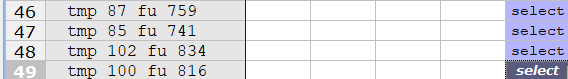 46 tmp 87 fu 759 select
47 tmp 85 fu 741 select
48 tmp 102 fu 834 select
49 tmp 100 fu 816 select